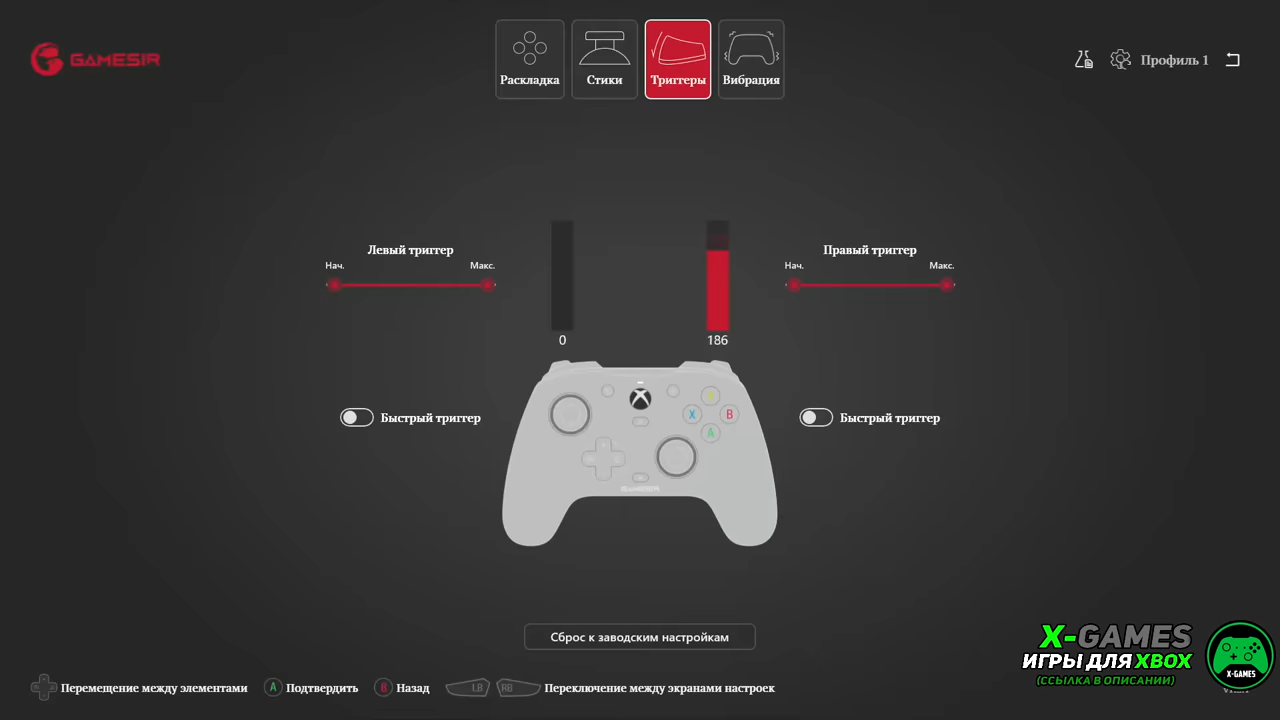 GAMESIR
Раскладка
Стики
Триггеры
Вибрация
Профиль 1
Левый триггер
Нач.
Макс.
Правый триггер
Нач.
Макс.
0
186
X
Y
B
A
GAMESIR
Быстрый триггер
Быстрый триггер
Сброс к заводским настройкам
X-GAMES
ИГРЫ ДЛЯ XBOX
(ССЫЛКА В ОПИСАНИИ)
X-GAMES
Перемещение между элементами
A Подтвердить
B Назад
LB RB Переключение между экранами настроек